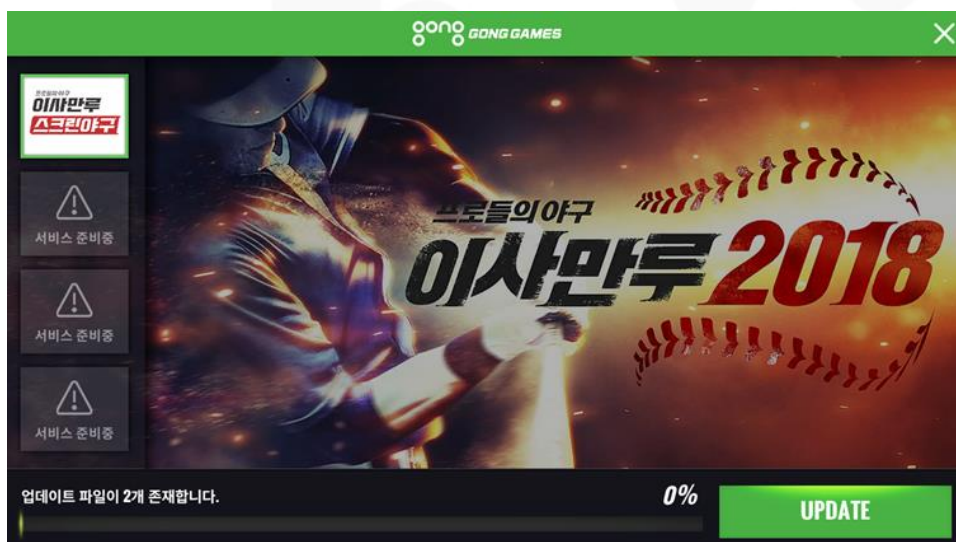 gong GONG GAMES
프로들의 야구
이사만루
스크린야구
서비스 준비중
서비스 준비중
서비스 준비중
프로들의 야구
이사만루 2018
업데이트 파일이 2개 존재합니다.
0%
UPDATE